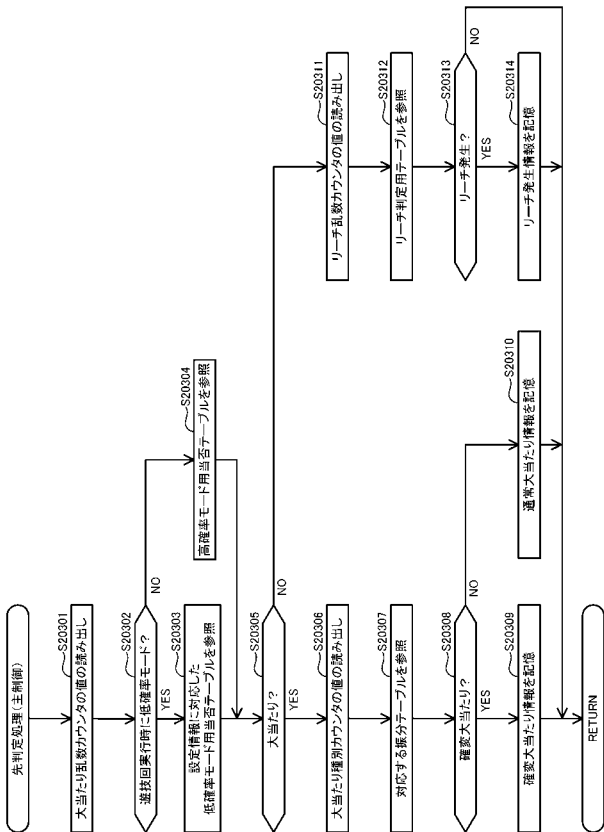 先判定処理(主制御)
S20301
大当たり乱数カウンタの値の読み出し
S20302
遊技回実行時に低確率モード？
NO
YES
S20303
設定情報に対応した
低確率モード用当否テーブルを参照
S20304
高確率モード用当否テーブルを参照
S20305
大当たり？
NO
YES
S20306
大当たり種別カウンタの値の読み出し
S20307
対応する振分テーブルを参照
S20308
確変大当たり？
NO
YES
S20309
確変大当たり情報を記憶
S20310
通常大当たり情報を記憶
S20311
リーチ乱数カウンタの値の読み出し
S20312
リーチ判定用テーブルを参照
S20313
リーチ発生？
NO
YES
S20314
リーチ発生情報を記憶
RETURN